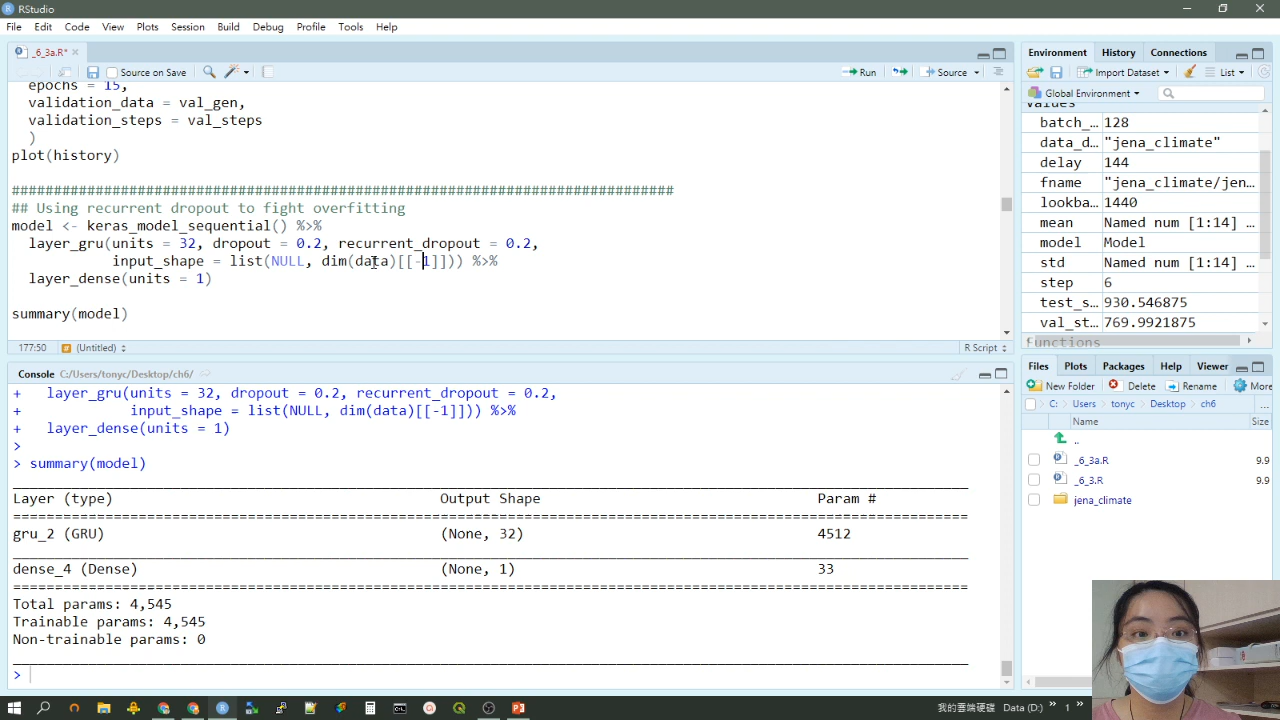 RStudio
File Edit Code View Plots Session Build Debug Profile Tools Help
_6_3a.R*
Source on Save Run Source
epochs = 15,
validation_data = val_gen,
validation_steps = val_steps
)
plot(history)
################################################################################
## Using recurrent dropout to fight overfitting
model <- keras_model_sequential() %>%
layer_gru(units = 32, dropout = 0.2, recurrent_dropout = 0.2,
input_shape = list(NULL, dim(data)[[-1]])) %>%
layer_dense(units = 1)
summary(model)
177:50 (Untitled) R Script
Console C:/Users/tonyc/Desktop/ch6/
+ layer_gru(units = 32, dropout = 0.2, recurrent_dropout = 0.2,
+ input_shape = list(NULL, dim(data)[[-1]])) %>%
+ layer_dense(units = 1)
>
> summary(model)
Layer (type) Output Shape Param #
gru_2 (GRU) (None, 32) 4512
dense_4 (Dense) (None, 1) 33
Total params: 4,545
Trainable params: 4,545
Non-trainable params: 0
>
Environment History Connections
Import Dataset List
Global Environment
Values
batch_… 128
data_d… "jena_climate"
delay 144
fname "jena_climate/jen…
lookba… 1440
mean Named num [1:14] …
model Model
std Named num [1:14] …
step 6
test_s… 930.546875
val_st… 769.9921875
Functions
Files Plots Packages Help Viewer
New Folder Delete Rename More
C: Users tonyc Desktop ch6 ...
Name Size
..
_6_3a.R 9.9
_6_3.R 9.9
jena_climate
我的雲端硬碟 Data (D:) 1